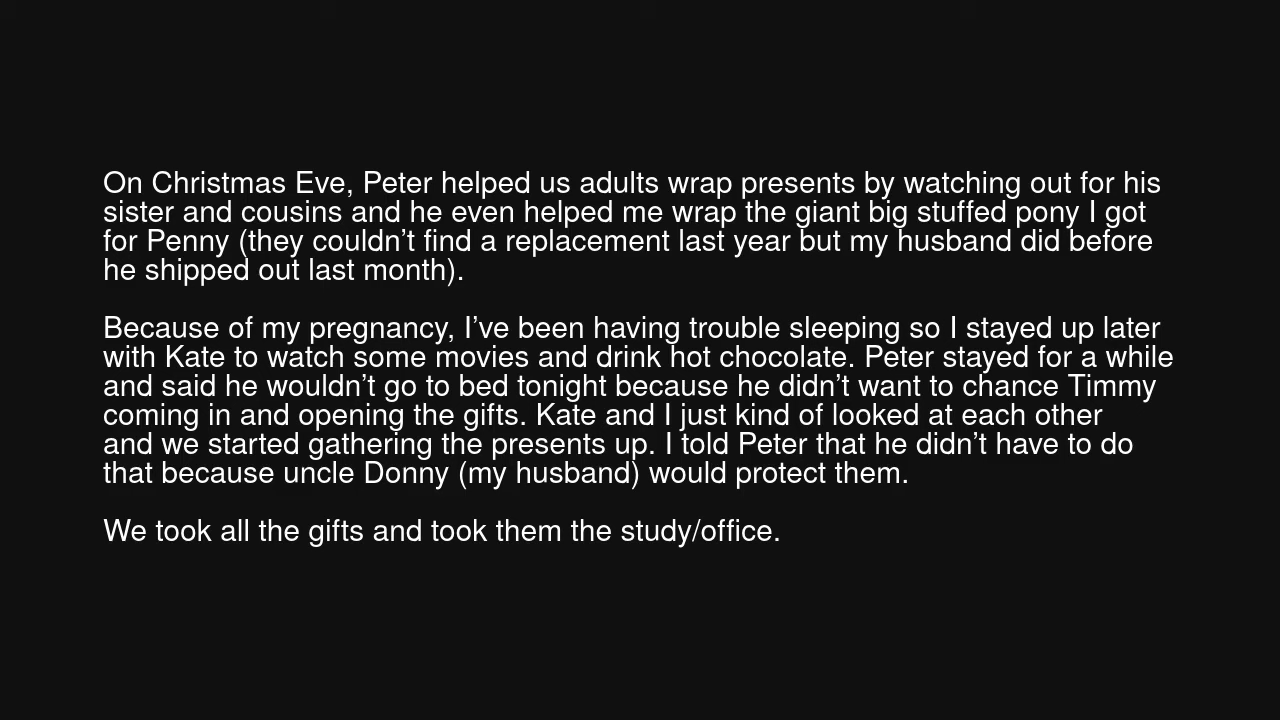 On Christmas Eve, Peter helped us adults wrap presents by watching out for his
sister and cousins and he even helped me wrap the giant big stuffed pony I got
for Penny (they couldn’t find a replacement last year but my husband did before
he shipped out last month).
Because of my pregnancy, I’ve been having trouble sleeping so I stayed up later
with Kate to watch some movies and drink hot chocolate. Peter stayed for a while
and said he wouldn’t go to bed tonight because he didn’t want to chance Timmy
coming in and opening the gifts. Kate and I just kind of looked at each other
and we started gathering the presents up. I told Peter that he didn’t have to do
that because uncle Donny (my husband) would protect them.
We took all the gifts and took them the study/office.